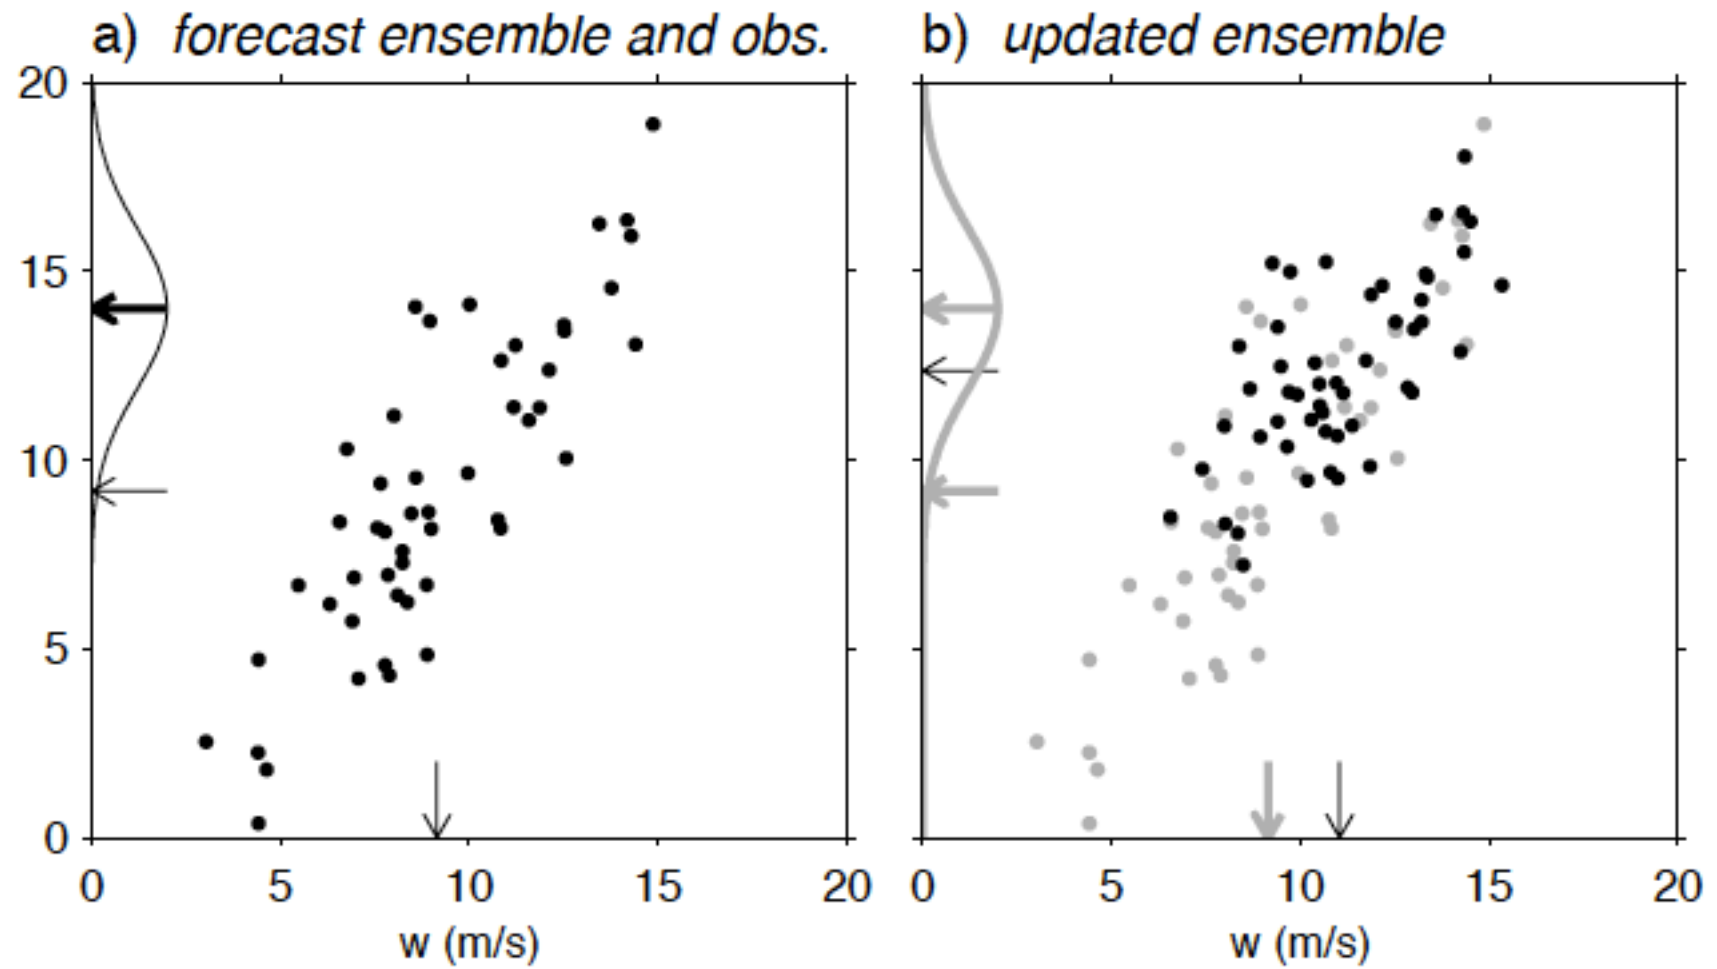 a) forecast ensemble and obs.
b) updated ensemble
20
15
10
5
0
0 5 10 15 20
0 5 10 15 20
w (m/s)
w (m/s)